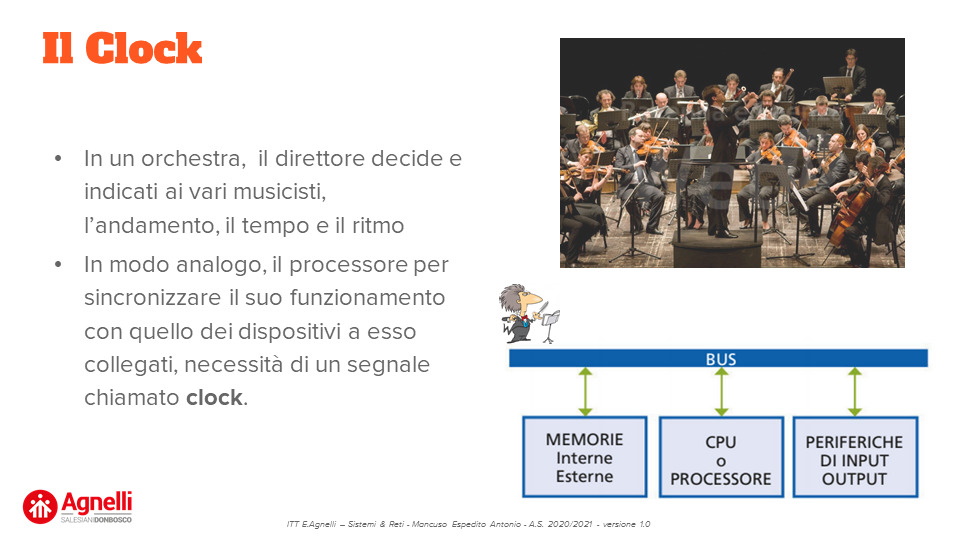 Il Clock
• In un orchestra, il direttore decide e
indicati ai vari musicisti,
l’andamento, il tempo e il ritmo
• In modo analogo, il processore per
sincronizzare il suo funzionamento
con quello dei dispositivi a esso
collegati, necessità di un segnale
chiamato clock.
BUS
MEMORIE
Interne
Esterne
CPU
o
PROCESSORE
PERIFERICHE
DI INPUT
OUTPUT
Agnelli
SALESIANIDONBOSCO
ITT E.Agnelli – Sistemi & Reti - Mancuso Espedito Antonio - A.S. 2020/2021 - versione 1.0